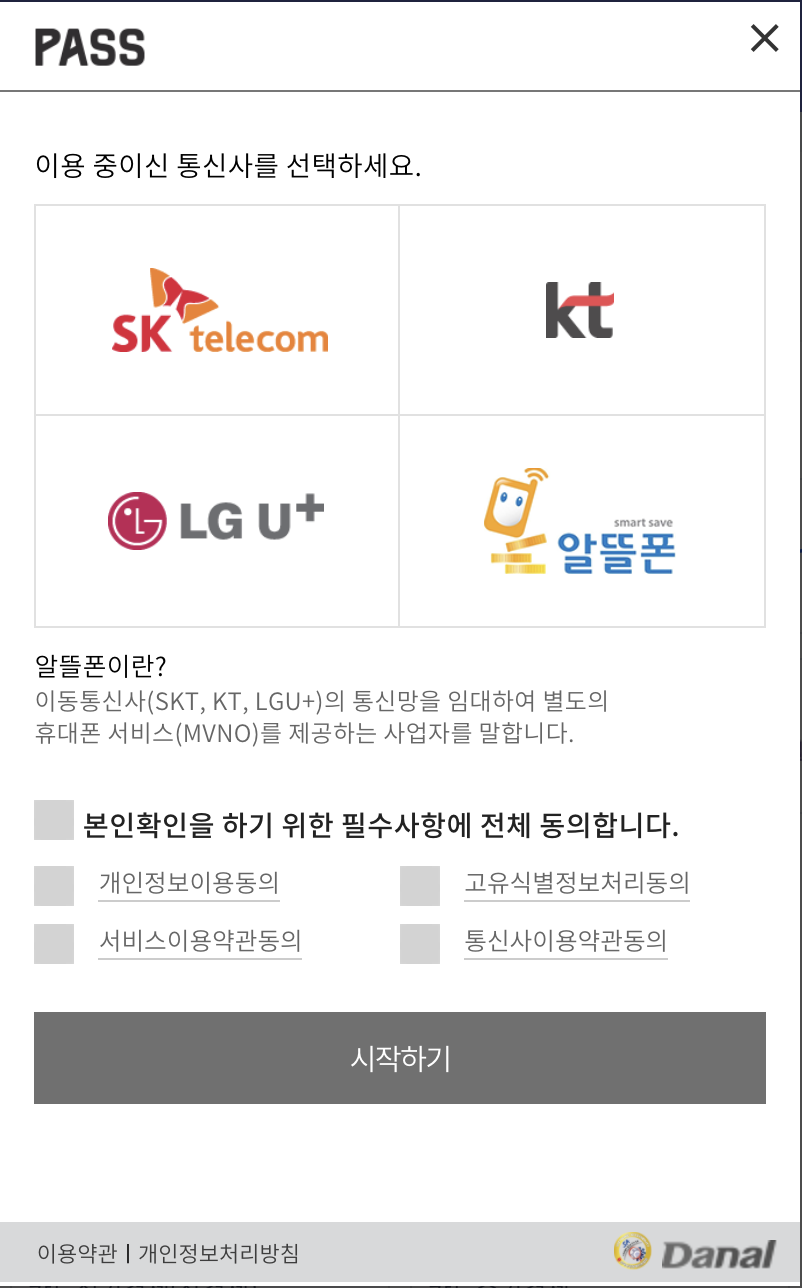 PASS
이용 중이신 통신사를 선택하세요.
SK telecom
kt
LG U+
smart save
알뜰폰
알뜰폰이란?
이동통신사(SKT, KT, LGU+)의 통신망을 임대하여 별도의
휴대폰 서비스(MVNO)를 제공하는 사업자를 말합니다.
본인확인을 하기 위한 필수사항에 전체 동의합니다.
개인정보이용동의
고유식별정보처리동의
서비스이용약관동의
통신사이용약관동의
시작하기
이용약관 | 개인정보처리방침
Danal